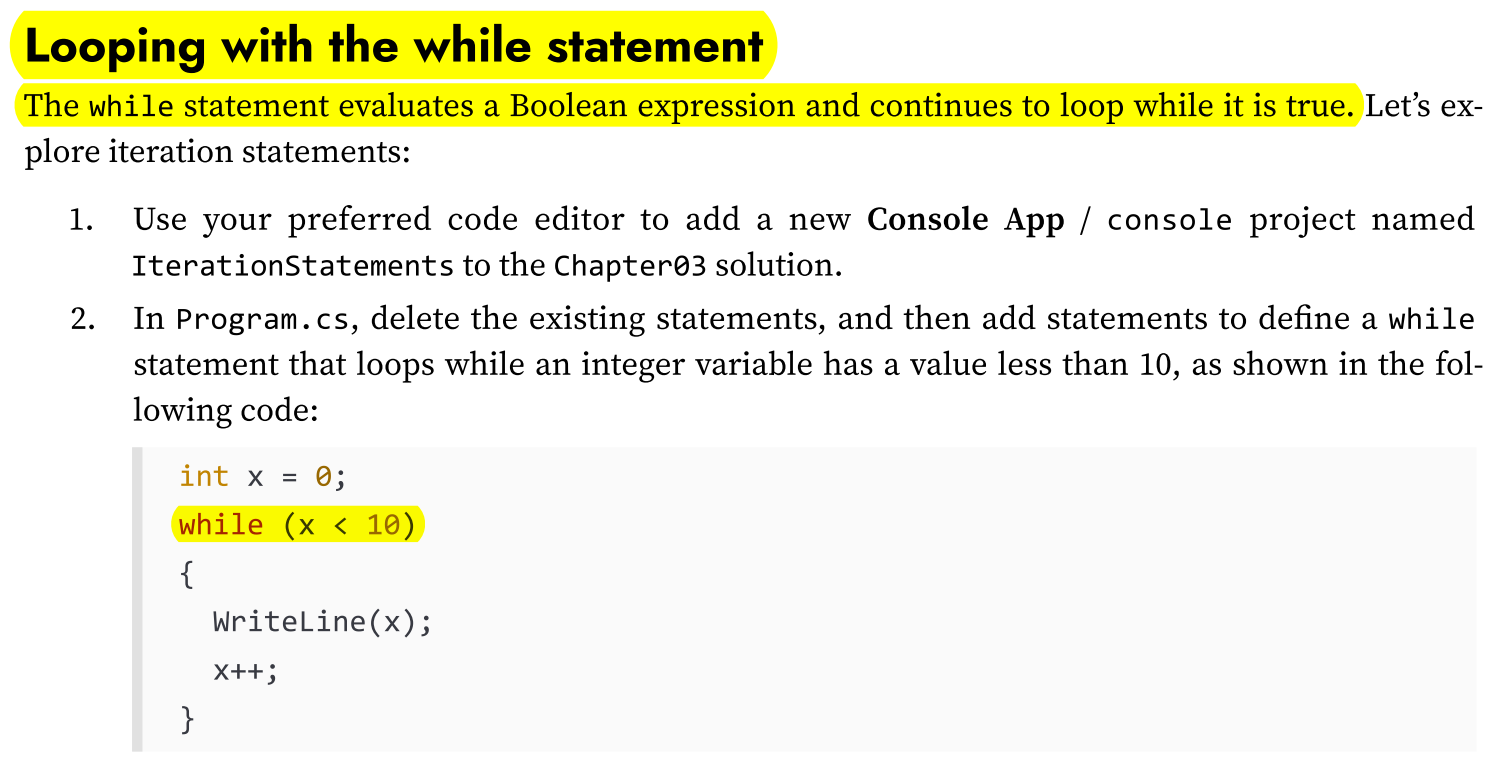 Looping with the while statement
The while statement evaluates a Boolean expression and continues to loop while it is true. Let’s ex-
plore iteration statements:
1. Use your preferred code editor to add a new Console App / console project named
IterationStatements to the Chapter03 solution.
2. In Program.cs, delete the existing statements, and then add statements to define a while
statement that loops while an integer variable has a value less than 10, as shown in the fol-
lowing code:
int x = 0;
while (x < 10)
{
  WriteLine(x);
  x++;
}